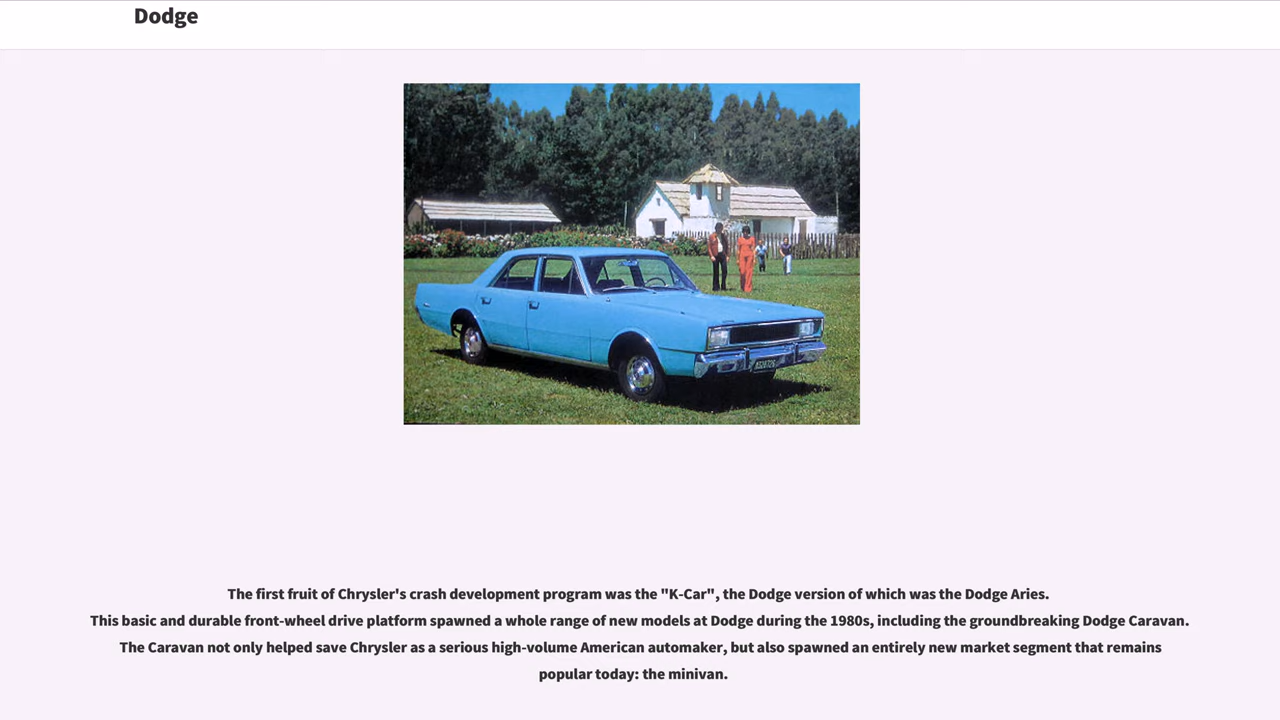 Dodge
The first fruit of Chrysler's crash development program was the "K-Car", the Dodge version of which was the Dodge Aries.
This basic and durable front-wheel drive platform spawned a whole range of new models at Dodge during the 1980s, including the groundbreaking Dodge Caravan.
The Caravan not only helped save Chrysler as a serious high-volume American automaker, but also spawned an entirely new market segment that remains
popular today: the minivan.